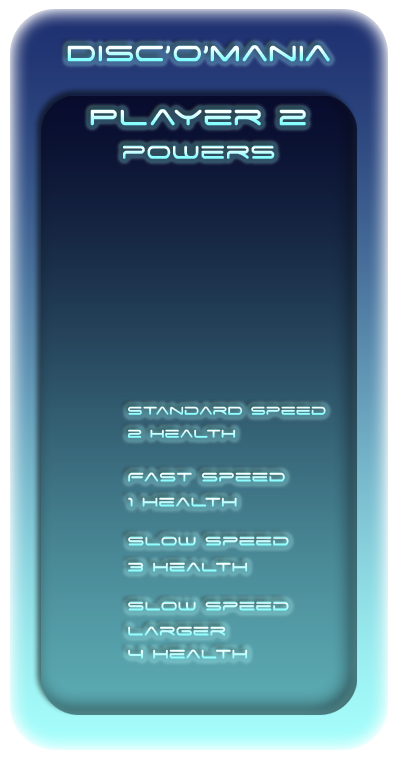 DISC'O'MANIA
PLAYER 2
POWERS
STANDARD SPEED
2 HEALTH
FAST SPEED
1 HEALTH
SLOW SPEED
3 HEALTH
SLOW SPEED
LARGER
4 HEALTH